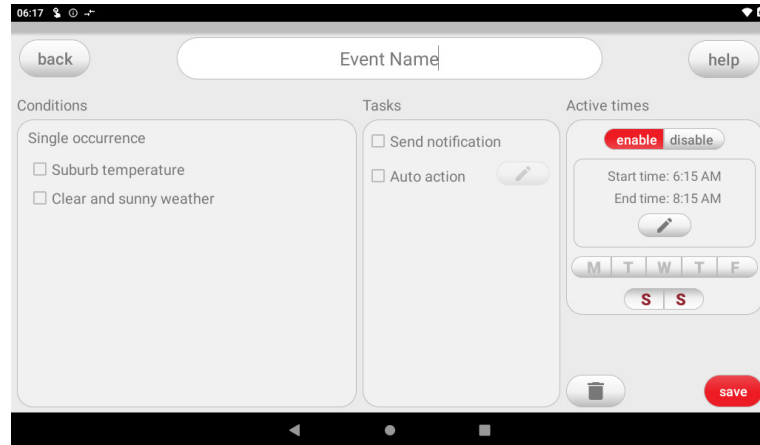 06:17
back
Event Name
help
Conditions
Tasks
Active times
Single occurrence
Suburb temperature
Clear and sunny weather
Send notification
Auto action
enable disable
Start time: 6:15 AM
End time: 8:15 AM
M T W T F
S S
save